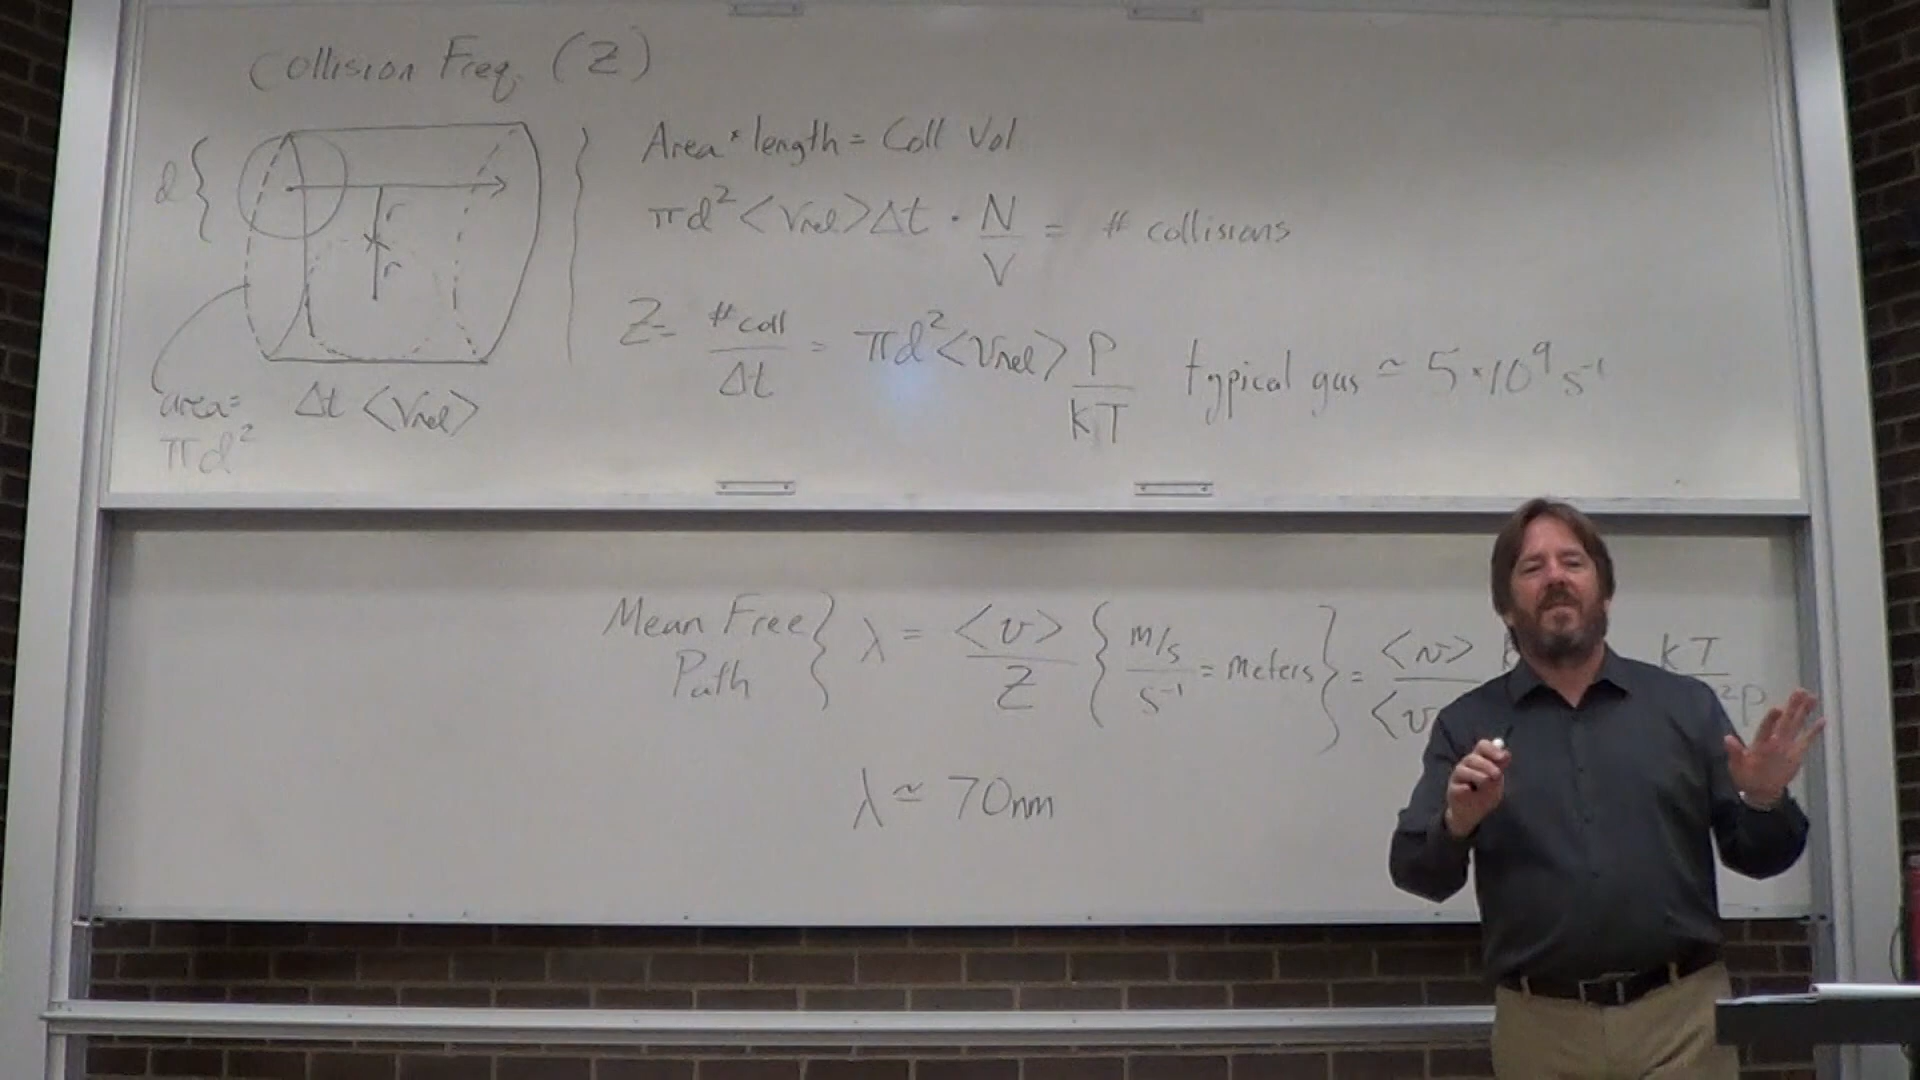 Collision Freq. (Z)
d
r
r
area=
πd²
Δt <Vrel>
Area * length = Coll Vol
πd² <Vrel> Δt · N/V = # collisions
Z = # coll/Δt = πd² <Vrel> P/kT typical gas ≃ 5·10⁹ s⁻¹
Mean Free Path } λ = <v>/Z { m/s / s⁻¹ = meters } = <v> kT
λ ≃ 70nm